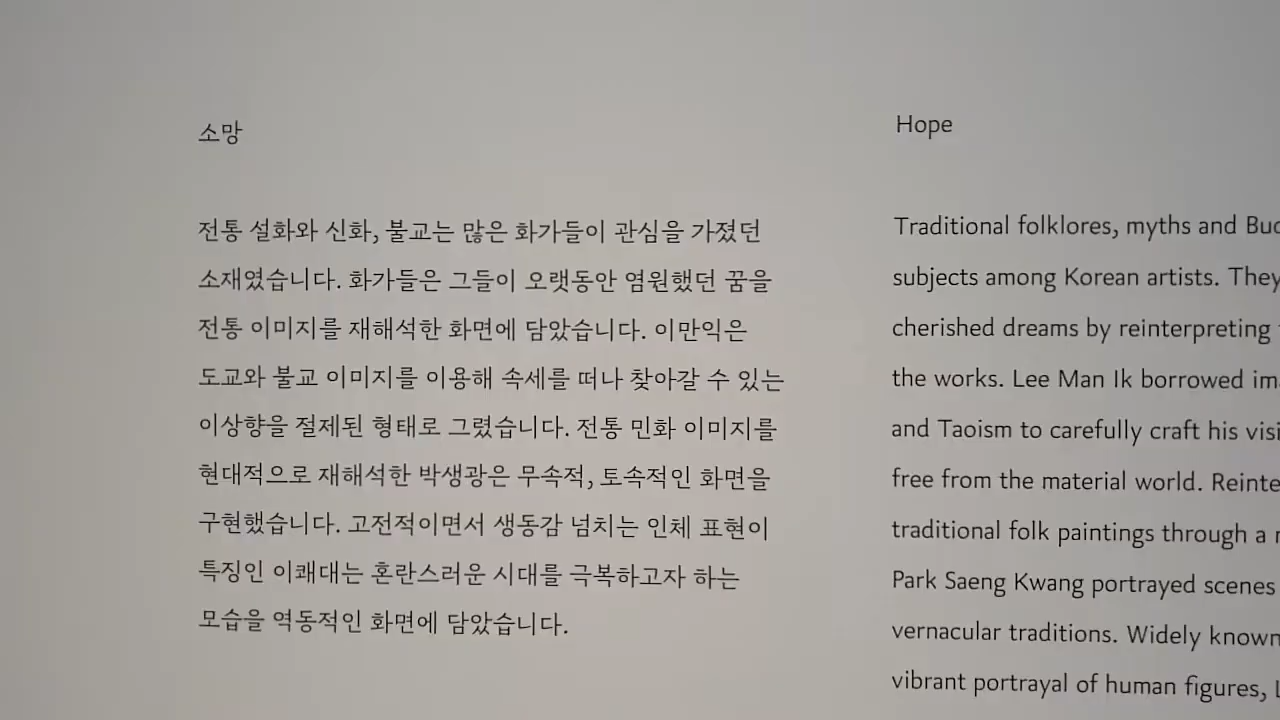 소망
전통 설화와 신화, 불교는 많은 화가들이 관심을 가졌던
소재였습니다. 화가들은 그들이 오랫동안 염원했던 꿈을
전통 이미지를 재해석한 화면에 담았습니다. 이만익은
도교와 불교 이미지를 이용해 속세를 떠나 찾아갈 수 있는
이상향을 절제된 형태로 그렸습니다. 전통 민화 이미지를
현대적으로 재해석한 박생광은 무속적, 토속적인 화면을
구현했습니다. 고전적이면서 생동감 넘치는 인체 표현이
특징인 이쾌대는 혼란스러운 시대를 극복하고자 하는
모습을 역동적인 화면에 담았습니다.
Hope
Traditional folklores, myths and
subjects among Korean artists. They
cherished dreams by reinterpreting
the works. Lee Man Ik borrowed
and Taoism to carefully craft his
free from the material world.
traditional folk paintings through a
Park Saeng Kwang portrayed scenes
vernacular traditions. Widely known
vibrant portrayal of human figures,